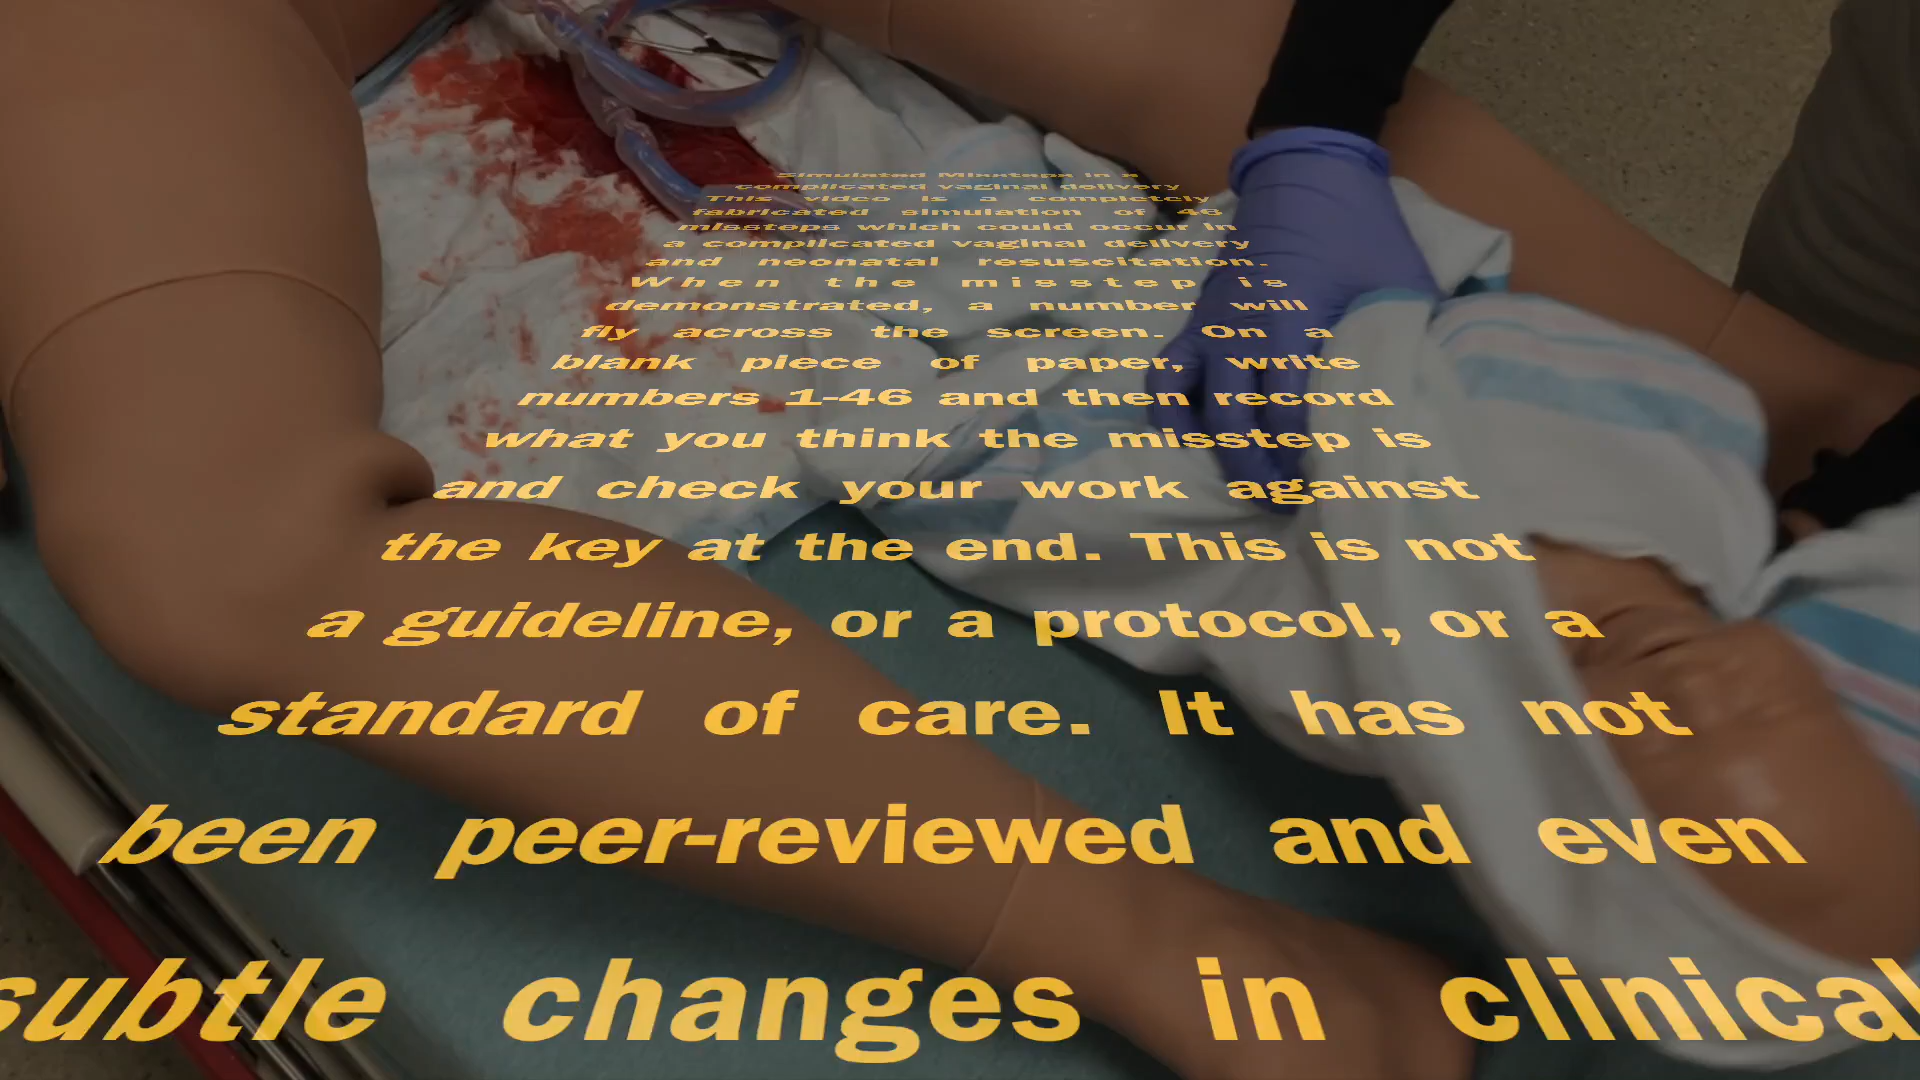 Simulated Missteps in a
complicated vaginal delivery
This video is a completely
fabricated simulation of 46
missteps which could occur in
a complicated vaginal delivery
and neonatal resuscitation.
When the misstep is
demonstrated, a number will
fly across the screen. On a
blank piece of paper, write
numbers 1-46 and then record
what you think the misstep is
and check your work against
the key at the end. This is not
a guideline, or a protocol, or a
standard of care. It has not
been peer-reviewed and even
subtle changes in clinical